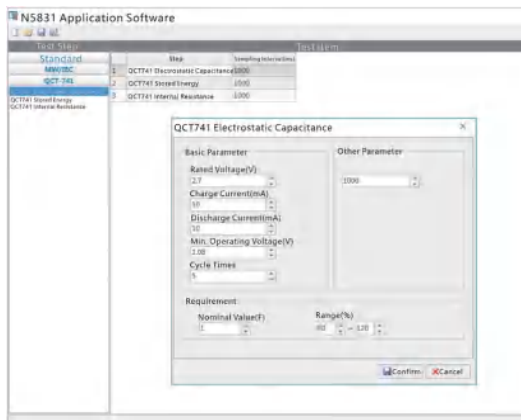 N5831 Application Software
Test Step
Test Item
Standard
QCT-741
QCT741 Stored Energy
QCT741 Internal Resistance
Step
Sampling Interval(ms)
1 QCT741 Electrostatic Capacitance 1000
2 QCT741 Stored Energy 1000
3 QCT741 Internal Resistance 1000
QCT741 Electrostatic Capacitance
Basic Parameter
Rated Voltage(V)
2.7
Charge Current(mA)
10
Discharge Current(mA)
10
Min. Operating Voltage(V)
1.08
Cycle Times
5
Other Parameter
1000
Requirement
Nominal Value(F)
1
Range(%)
80 ~ 120
Confirm
Cancel